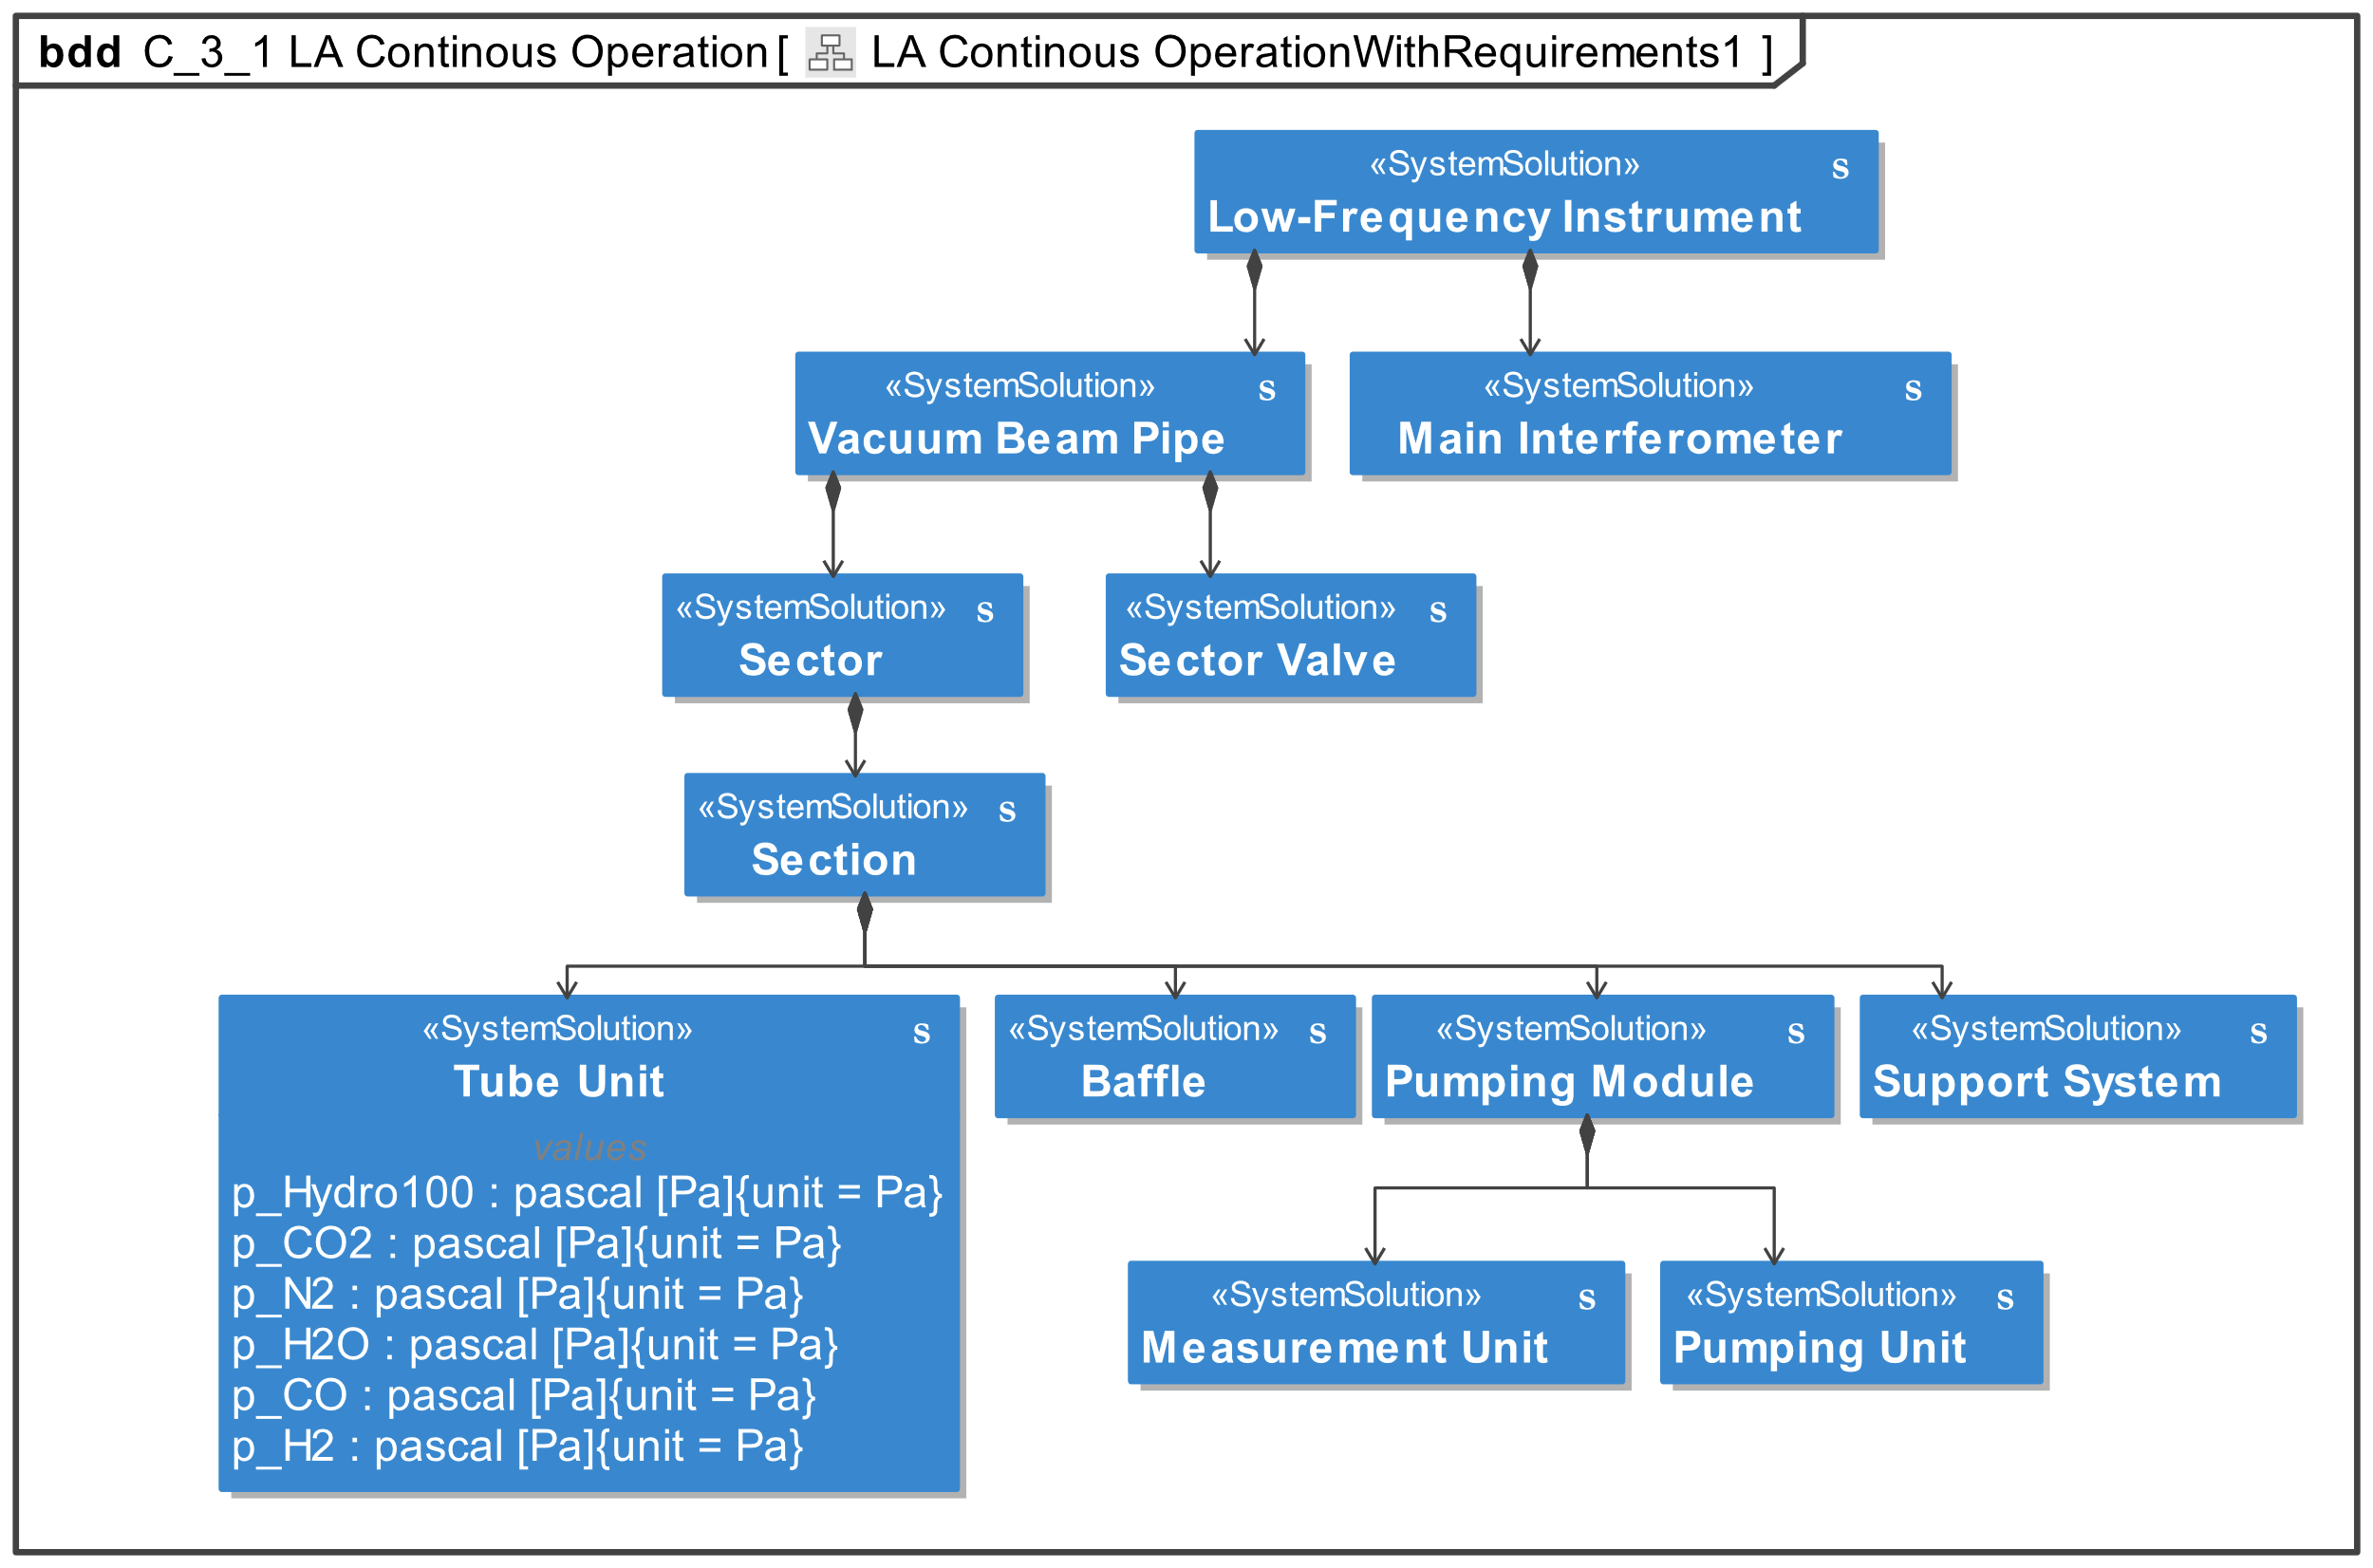 bdd C_3_1 LA Continous Operation[ LA Continous OperationWithRequirements1 ]
«SystemSolution» S
Low-Frequency Instrument
«SystemSolution» S
Vacuum Beam Pipe
«SystemSolution» S
Main Interferometer
«SystemSolution» S
Sector
«SystemSolution» S
Sector Valve
«SystemSolution» S
Section
«SystemSolution» S
Tube Unit
values
p_Hydro100 : pascal [Pa]{unit = Pa}
p_CO2 : pascal [Pa]{unit = Pa}
p_N2 : pascal [Pa]{unit = Pa}
p_H2O : pascal [Pa]{unit = Pa}
p_CO : pascal [Pa]{unit = Pa}
p_H2 : pascal [Pa]{unit = Pa}
«SystemSolution» S
Baffle
«SystemSolution» S
Pumping Module
«SystemSolution» S
Support System
«SystemSolution» S
Measurement Unit
«SystemSolution» S
Pumping Unit